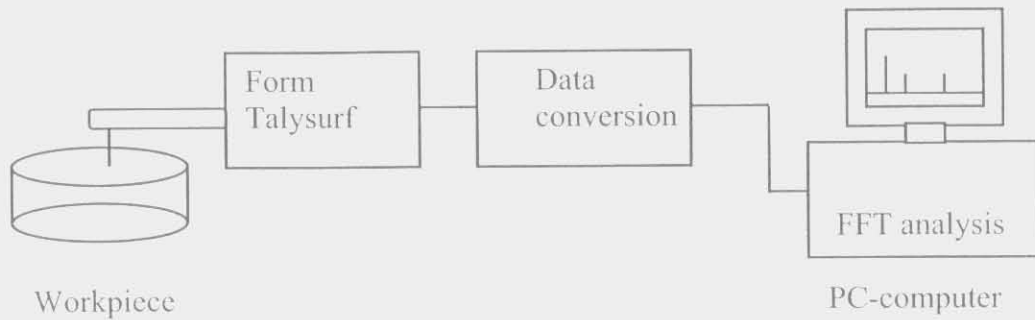 Form
Talysurf
Data
conversion
FFT analysis
Workpiece
PC-computer